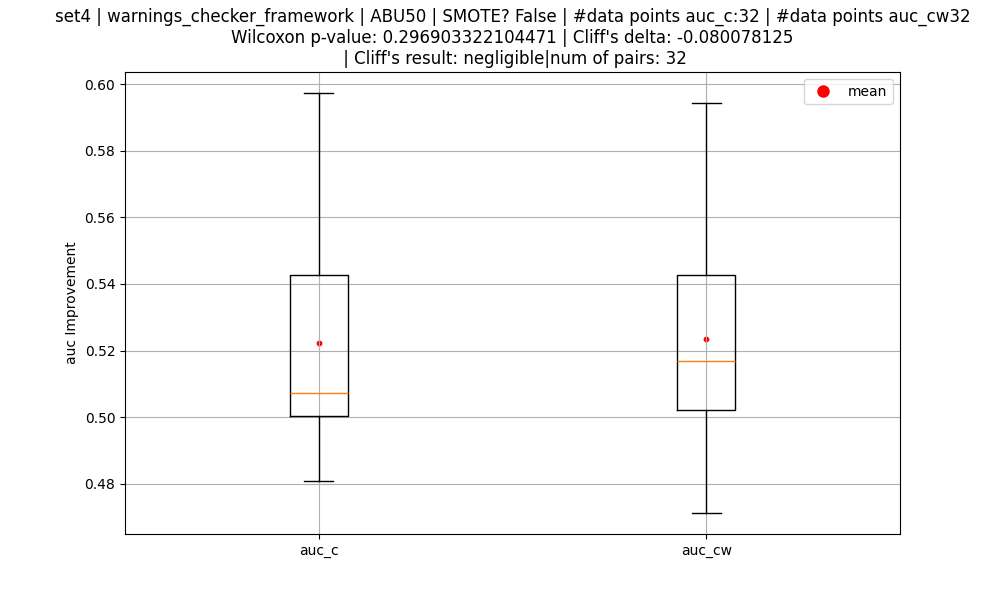 set4 | warnings_checker_framework | ABU50 | SMOTE? False | #data points auc_c:32 | #data points auc_cw32
Wilcoxon p-value: 0.296903322104471 | Cliff's delta: -0.080078125
| Cliff's result: negligible|num of pairs: 32
mean
auc Improvement
0.60
0.58
0.56
0.54
0.52
0.50
0.48
auc_c
auc_cw